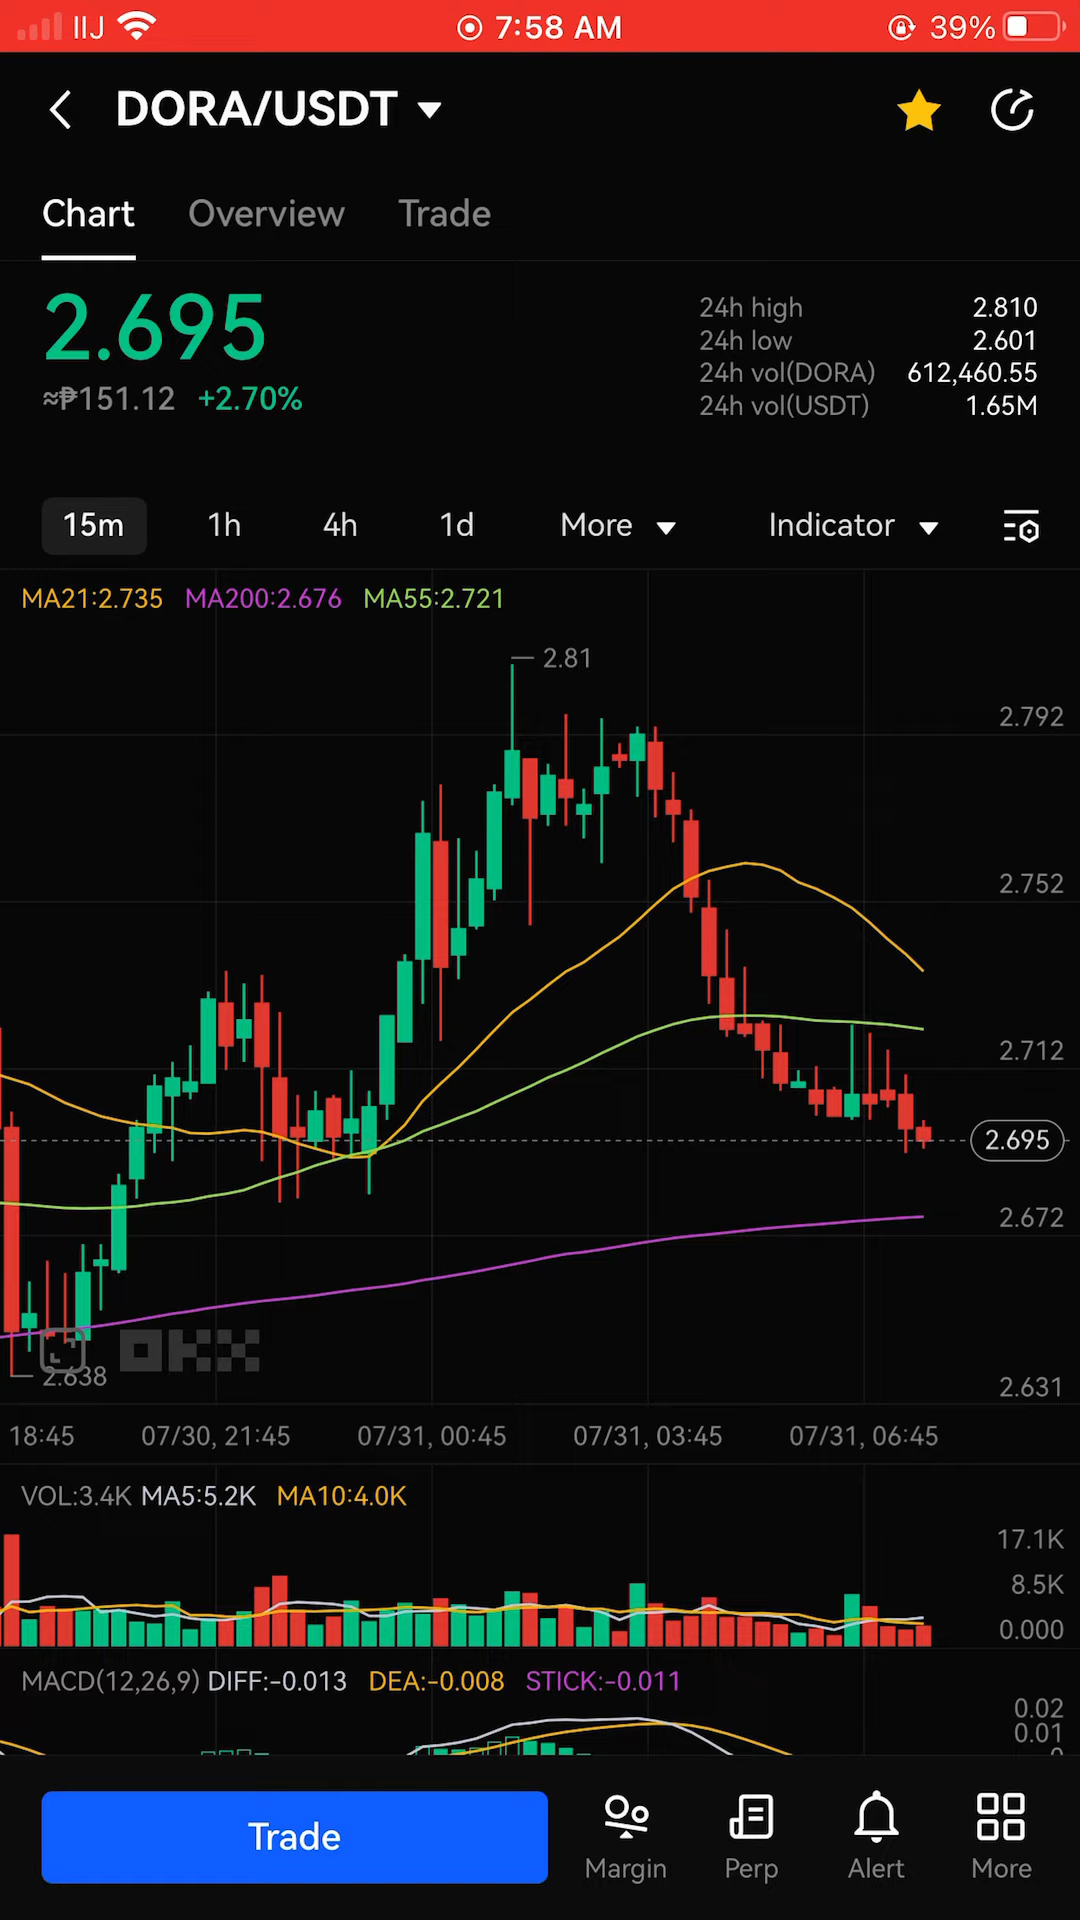 IIJ 7:58 AM 39%
DORA/USDT
Chart Overview Trade
2.695
≈₱151.12 +2.70%
24h high 2.810
24h low 2.601
24h vol(DORA) 612,460.55
24h vol(USDT) 1.65M
15m 1h 4h 1d More Indicator
MA21:2.735 MA200:2.676 MA55:2.721
2.81
2.792
2.752
2.712
2.695
2.672
OKX
2.638
2.631
18:45 07/30, 21:45 07/31, 00:45 07/31, 03:45 07/31, 06:45
VOL:3.4K MA5:5.2K MA10:4.0K
17.1K
8.5K
0.000
MACD(12,26,9) DIFF:-0.013 DEA:-0.008 STICK:-0.011
0.02
0.01
Trade
Margin Perp Alert More